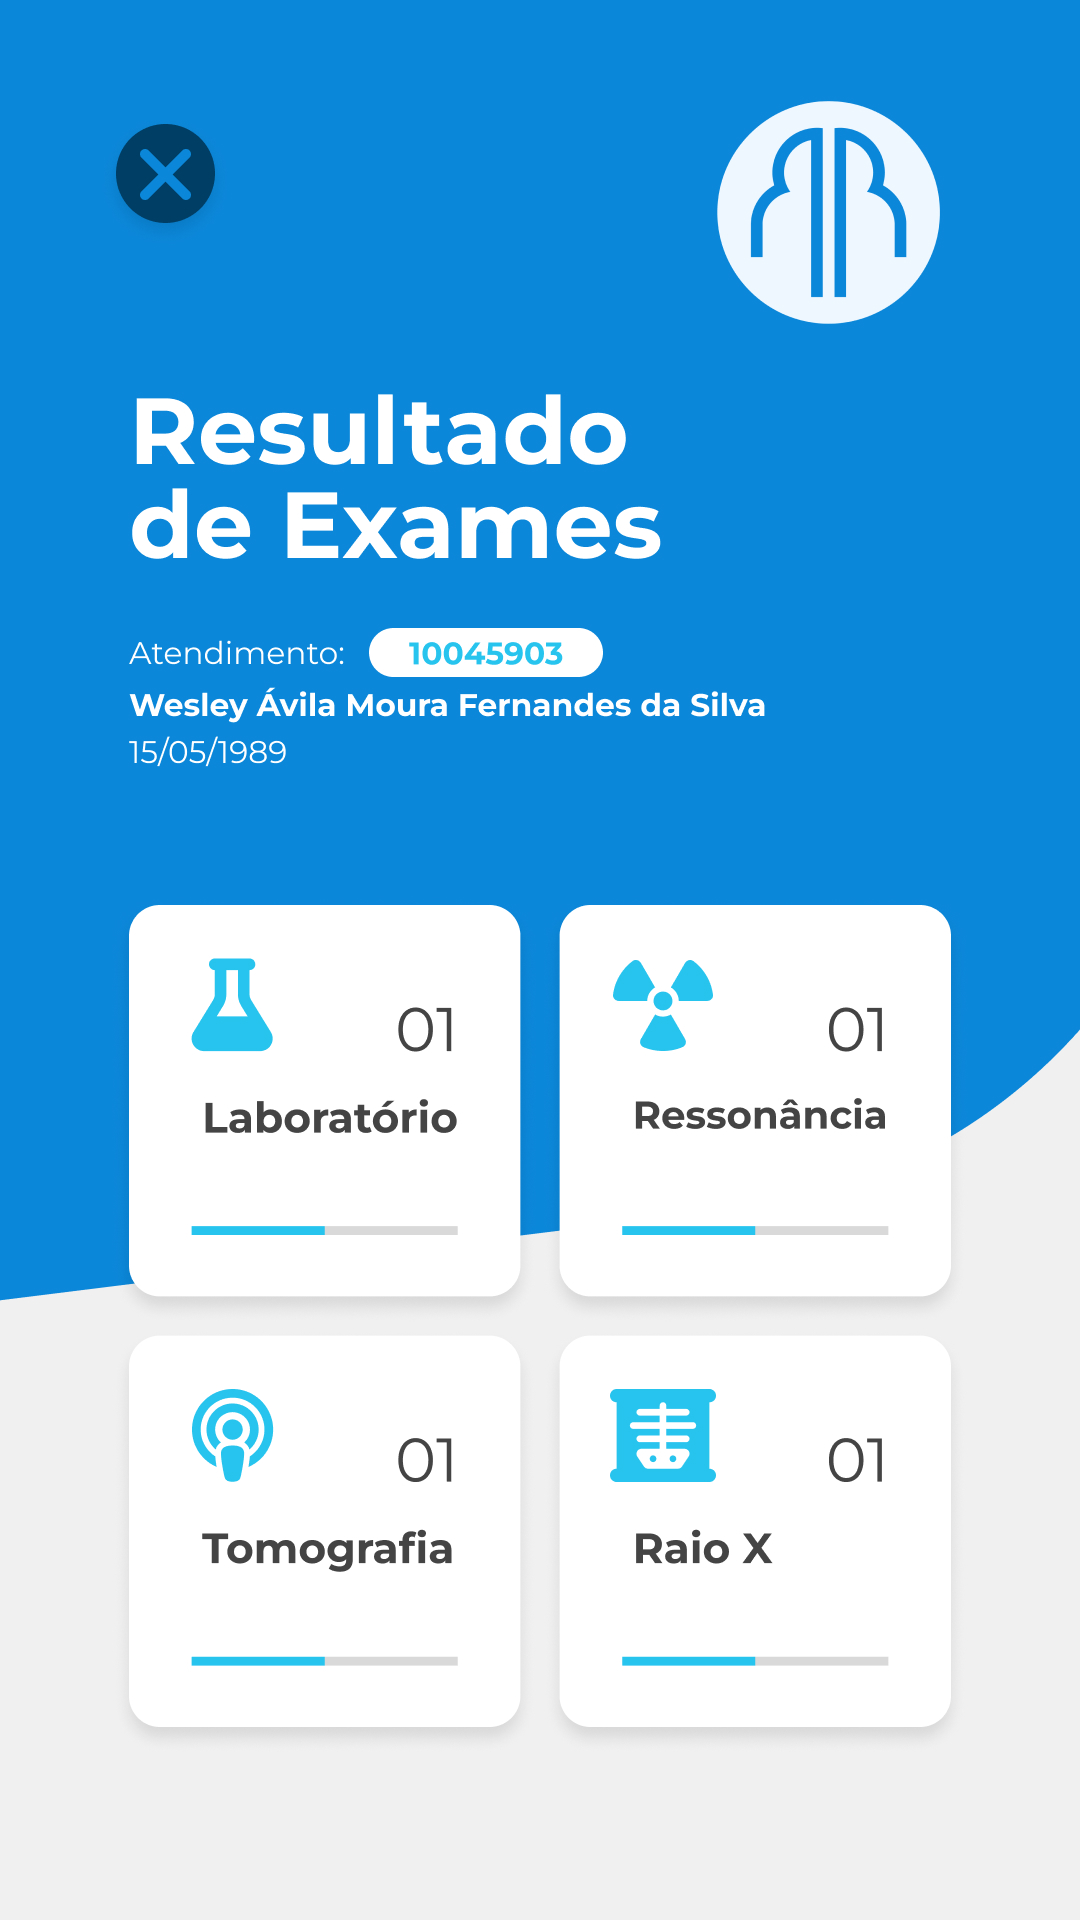 Resultado
de Exames
Atendimento: 10045903
Wesley Ávila Moura Fernandes da Silva
15/05/1989
01
Laboratório
01
Ressonância
01
Tomografia
01
Raio X